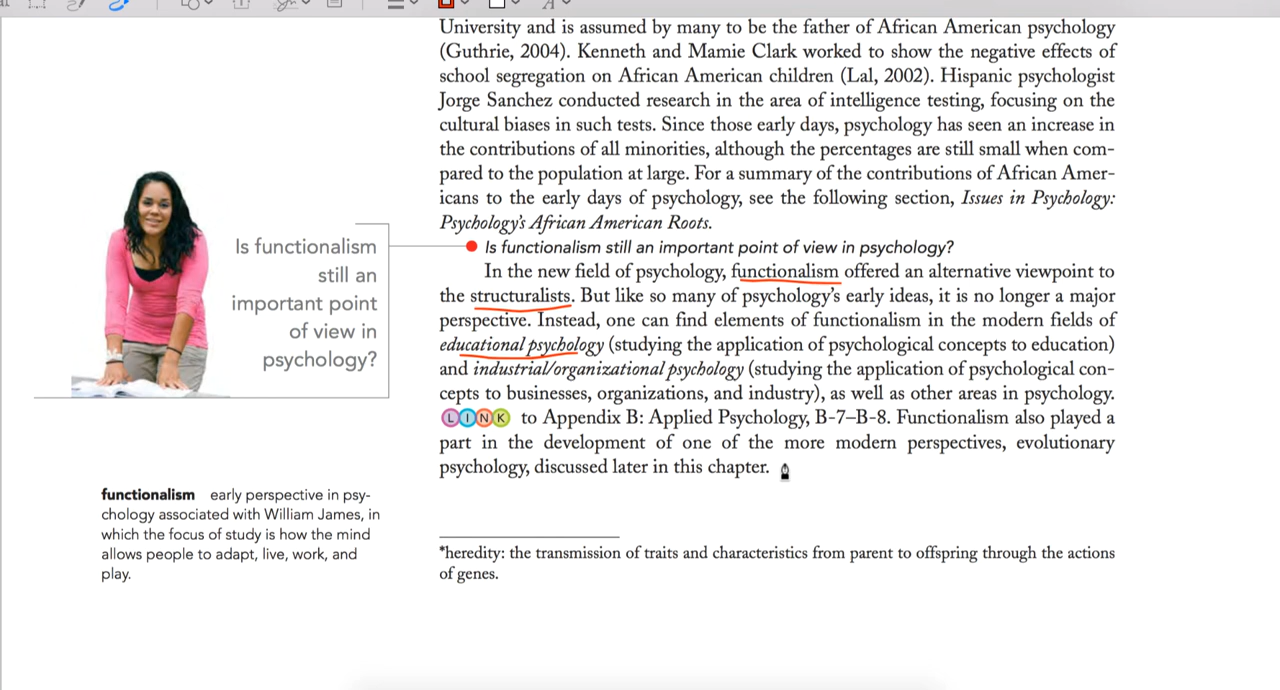 University and is assumed by many to be the father of African American psychology
(Guthrie, 2004). Kenneth and Mamie Clark worked to show the negative effects of
school segregation on African American children (Lal, 2002). Hispanic psychologist
Jorge Sanchez conducted research in the area of intelligence testing, focusing on the
cultural biases in such tests. Since those early days, psychology has seen an increase in
the contributions of all minorities, although the percentages are still small when com-
pared to the population at large. For a summary of the contributions of African Amer-
icans to the early days of psychology, see the following section, Issues in Psychology:
Psychology's African American Roots.
Is functionalism
still an
important point
of view in
psychology?
Is functionalism still an important point of view in psychology?
In the new field of psychology, functionalism offered an alternative viewpoint to
the structuralists. But like so many of psychology's early ideas, it is no longer a major
perspective. Instead, one can find elements of functionalism in the modern fields of
educational psychology (studying the application of psychological concepts to education)
and industrial/organizational psychology (studying the application of psychological con-
cepts to businesses, organizations, and industry), as well as other areas in psychology.
LINK to Appendix B: Applied Psychology, B-7–B-8. Functionalism also played a
part in the development of one of the more modern perspectives, evolutionary
psychology, discussed later in this chapter.
functionalism early perspective in psy-
chology associated with William James, in
which the focus of study is how the mind
allows people to adapt, live, work, and
play.
*heredity: the transmission of traits and characteristics from parent to offspring through the actions
of genes.